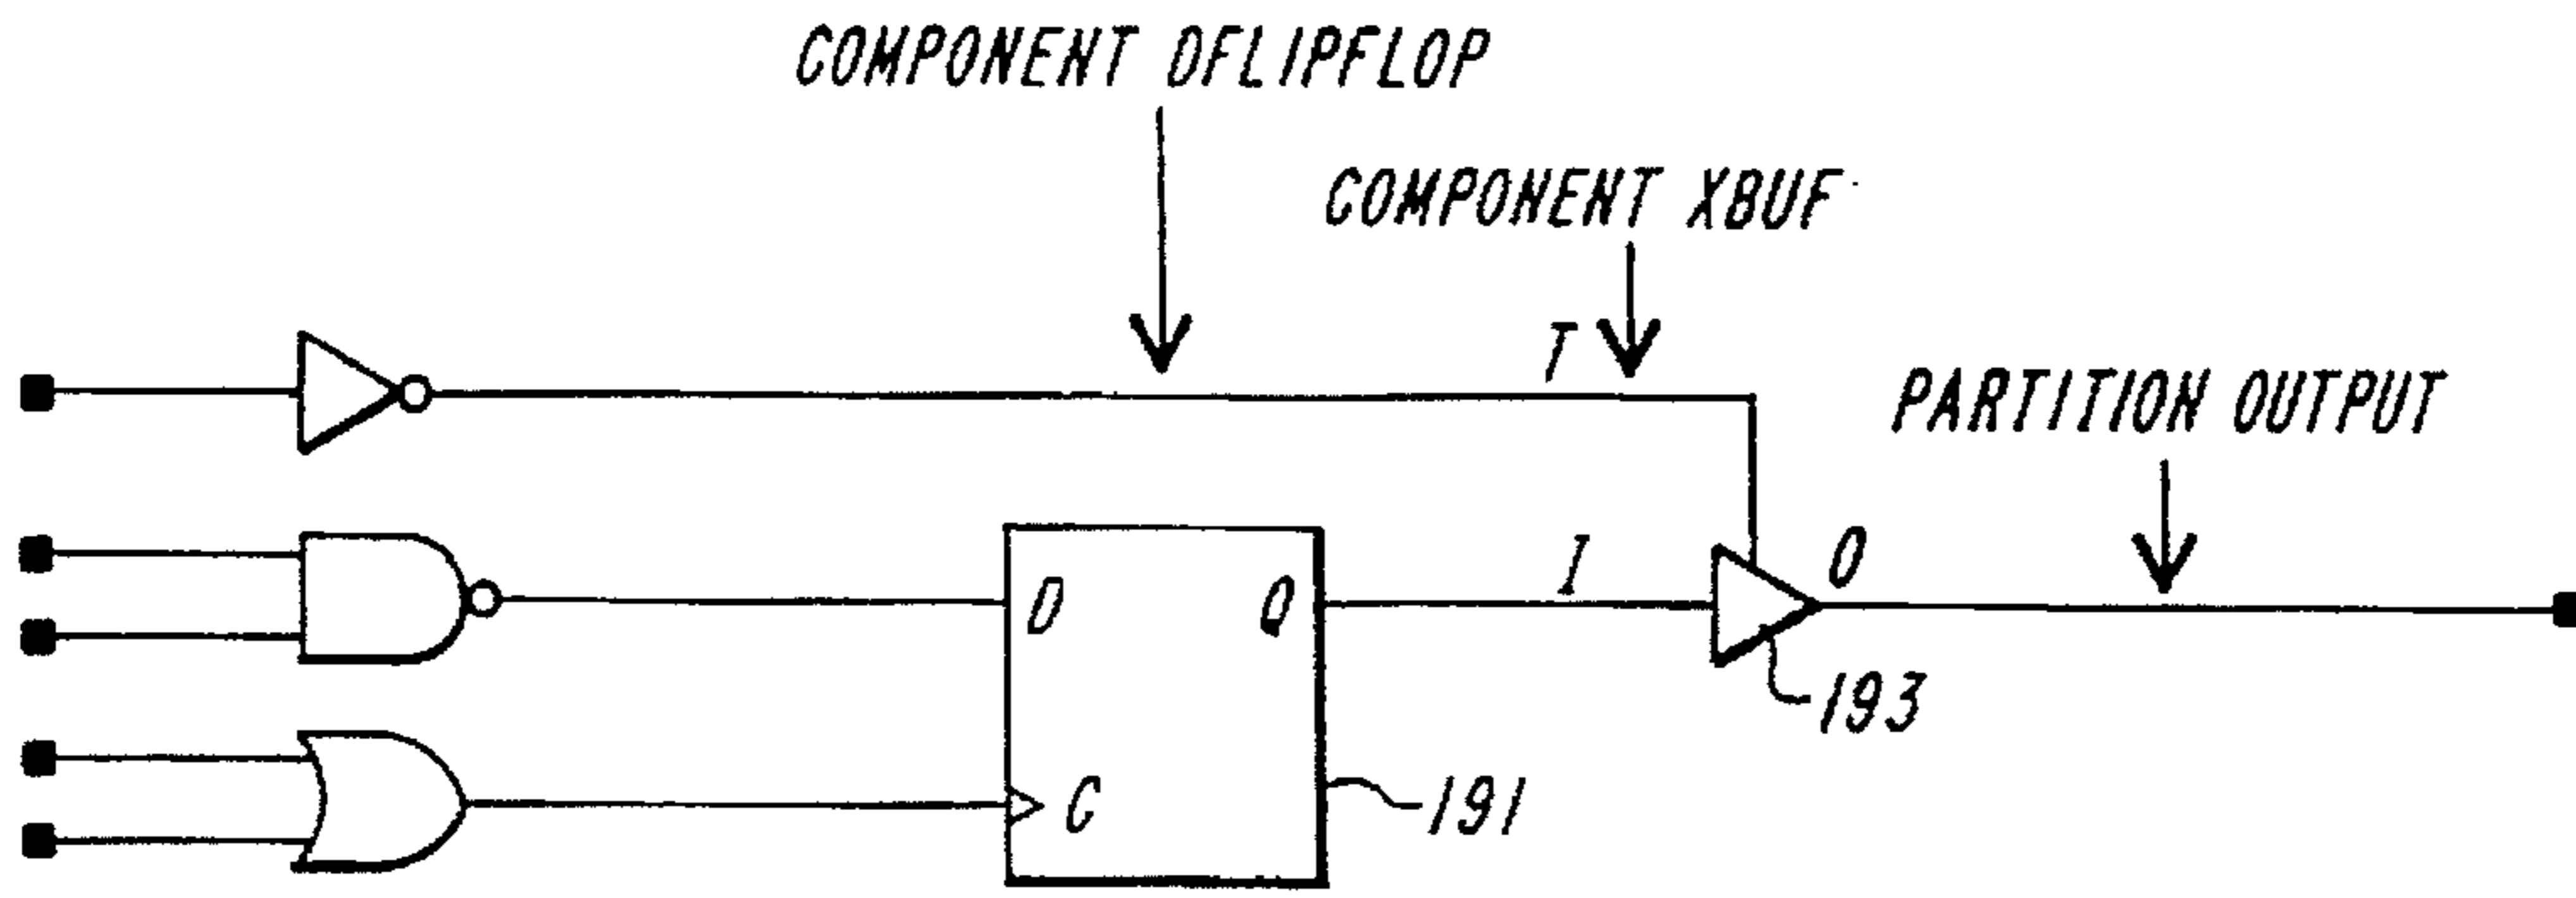 COMPONENT DFLIPFLOP
COMPONENT XBUF
T
PARTITION OUTPUT
I
O
D
Q
193
C
191